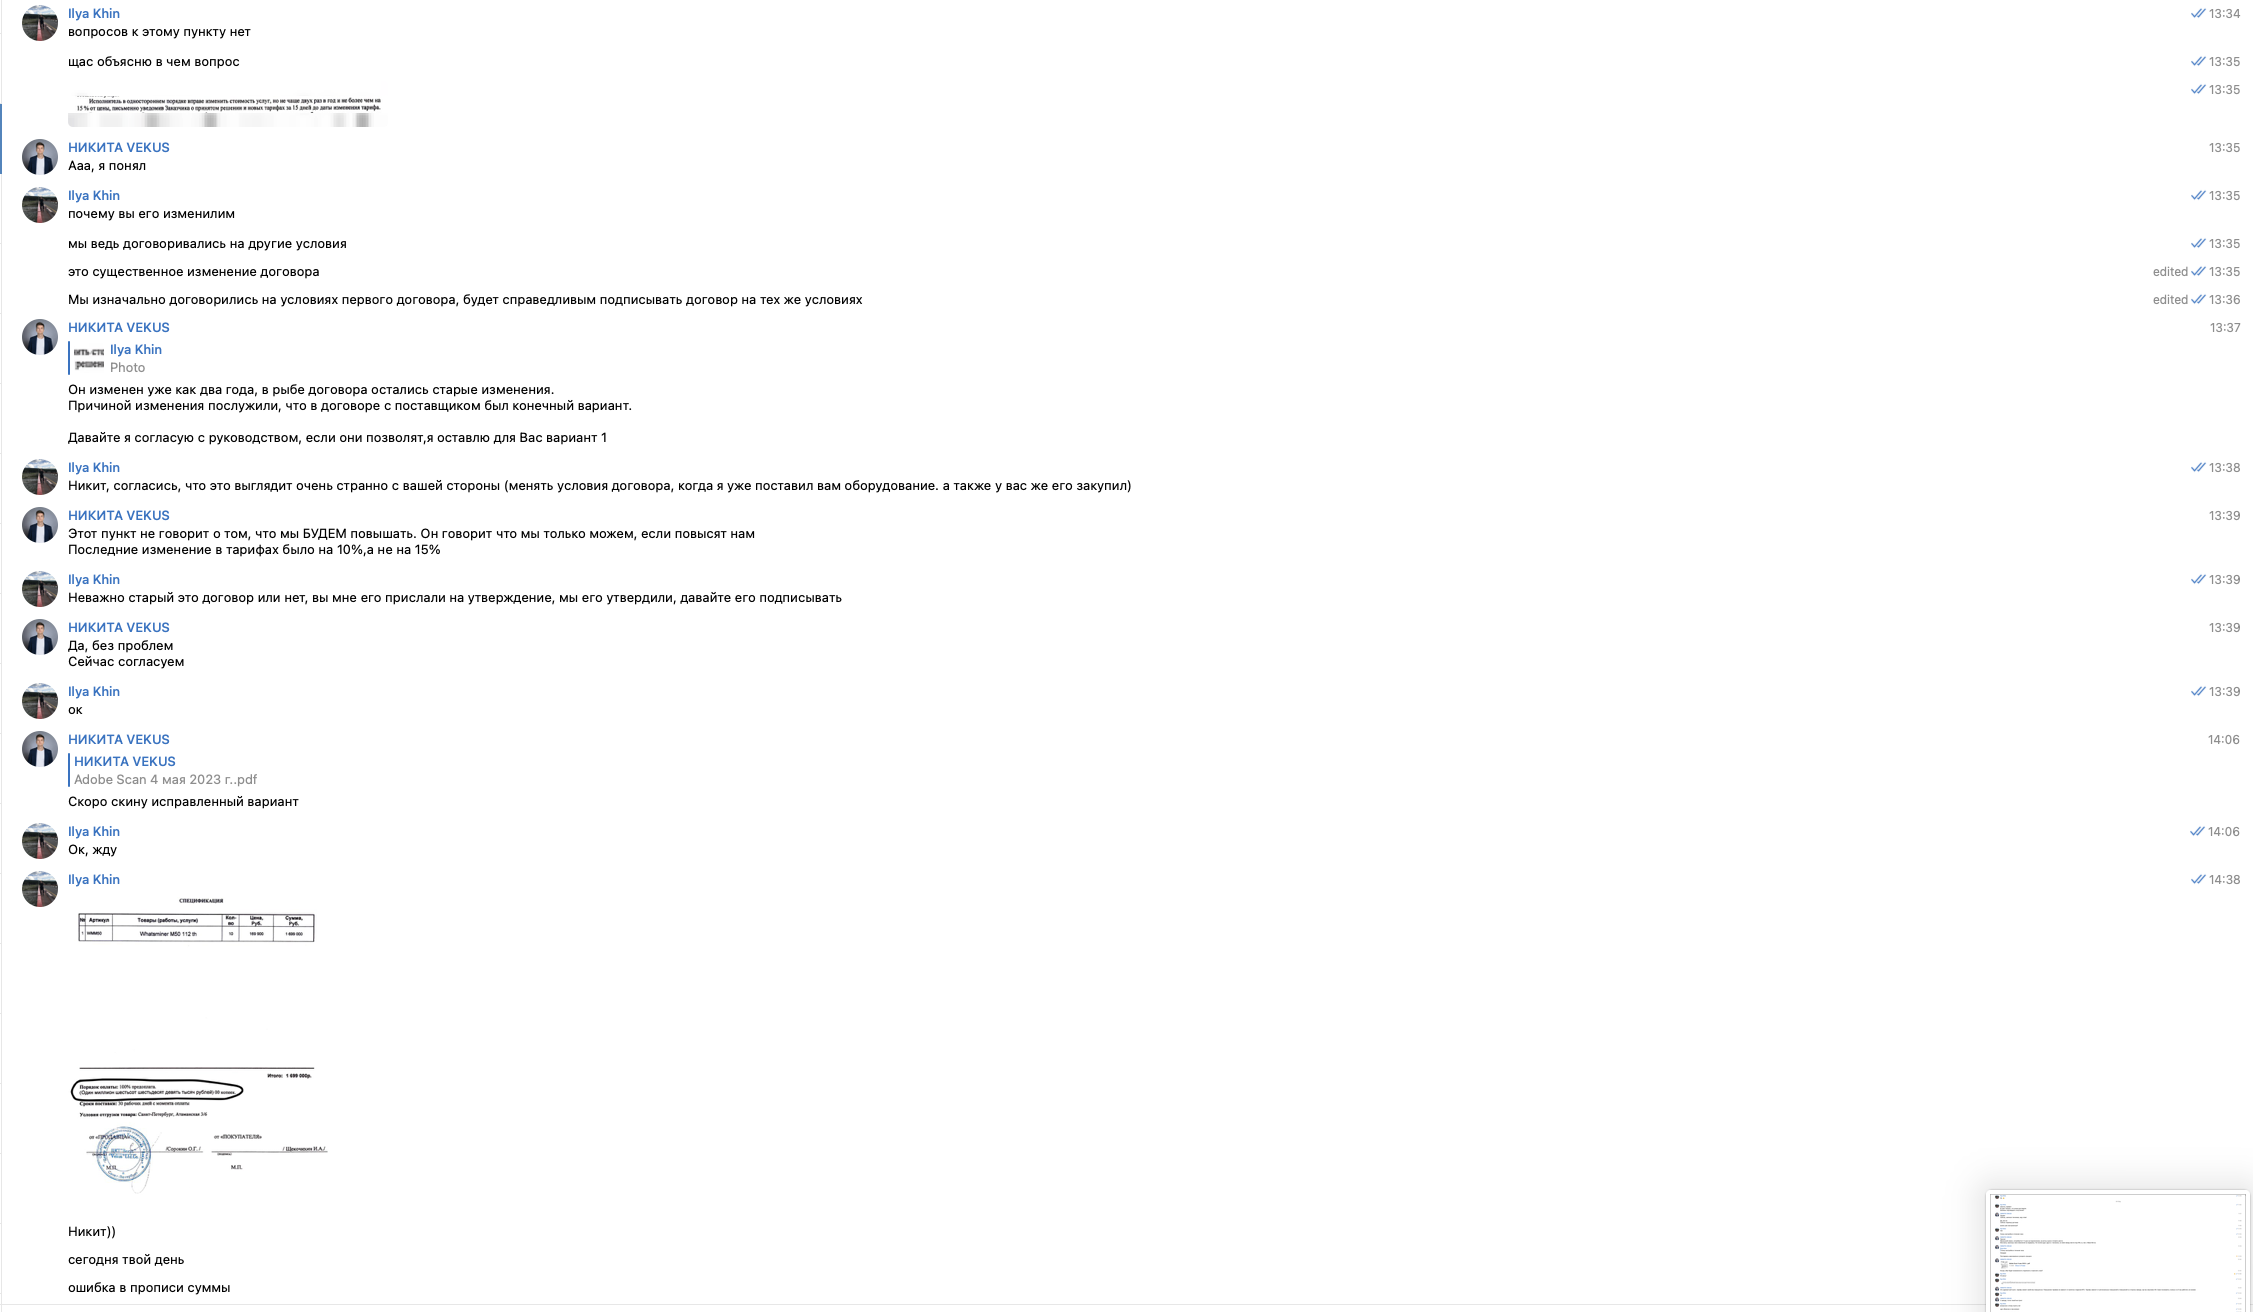 Ilya Khin 13:34
вопросов к этому пункту нет
щас объясню в чем вопрос 13:35
13:35
Исполнитель в одностороннем порядке вправе изменить стоимость услуг, но не чаще двух раз в год и не более чем на
15 % от цены, письменно уведомив Заказчика о принятом решении и новых тарифах за 15 дней до даты изменения тарифа.
НИКИТА VEKUS 13:35
Ааа, я понял
Ilya Khin 13:35
почему вы его изменилим
мы ведь договаривались на другие условия 13:35
это существенное изменение договора edited 13:35
Мы изначально договорились на условиях первого договора, будет справедливым подписывать договор на тех же условиях edited 13:36
НИКИТА VEKUS 13:37
Ilya Khin
Photo
Он изменен уже как два года, в рыбе договора остались старые изменения.
Причиной изменения послужили, что в договоре с поставщиком был конечный вариант.
Давайте я согласую с руководством, если они позволят,я оставлю для Вас вариант 1
Ilya Khin 13:38
Никит, согласись, что это выглядит очень странно с вашей стороны (менять условия договора, когда я уже поставил вам оборудование. а также у вас же его закупил)
НИКИТА VEKUS 13:39
Этот пункт не говорит о том, что мы БУДЕМ повышать. Он говорит что мы только можем, если повысят нам
Последние изменение в тарифах было на 10%,а не на 15%
Ilya Khin 13:39
Неважно старый это договор или нет, вы мне его прислали на утверждение, мы его утвердили, давайте его подписывать
НИКИТА VEKUS 13:39
Да, без проблем
Сейчас согласуем
Ilya Khin 13:39
ок
НИКИТА VEKUS 14:06
НИКИТА VEKUS
Adobe Scan 4 мая 2023 г..pdf
Скоро скину исправленный вариант
Ilya Khin 14:06
Ок, жду
Ilya Khin 14:38
СПЕЦИФИКАЦИЯ
№ Артикул Товары (работы, услуги) Кол-во Цена, Руб. Сумма, Руб.
1 WMM50 Whatsminer M50 112 th 10 1 699 000
Итого: 1 699 000р.
Порядок оплаты: 100% предоплата.
(Один миллион шестьсот шестьдесят девять тысяч рублей) 00 копеек.
Сроки поставки: 30 рабочих дней с момента оплаты
Условия отгрузки товара: Санкт-Петербург, Атаманская 3/6
от «ПРОДАВЦА» от «ПОКУПАТЕЛЯ»
/Сорокин О.Г./ / Щекочихин И.А./
М.П. М.П.
Никит))
сегодня твой день
ошибка в прописи суммы